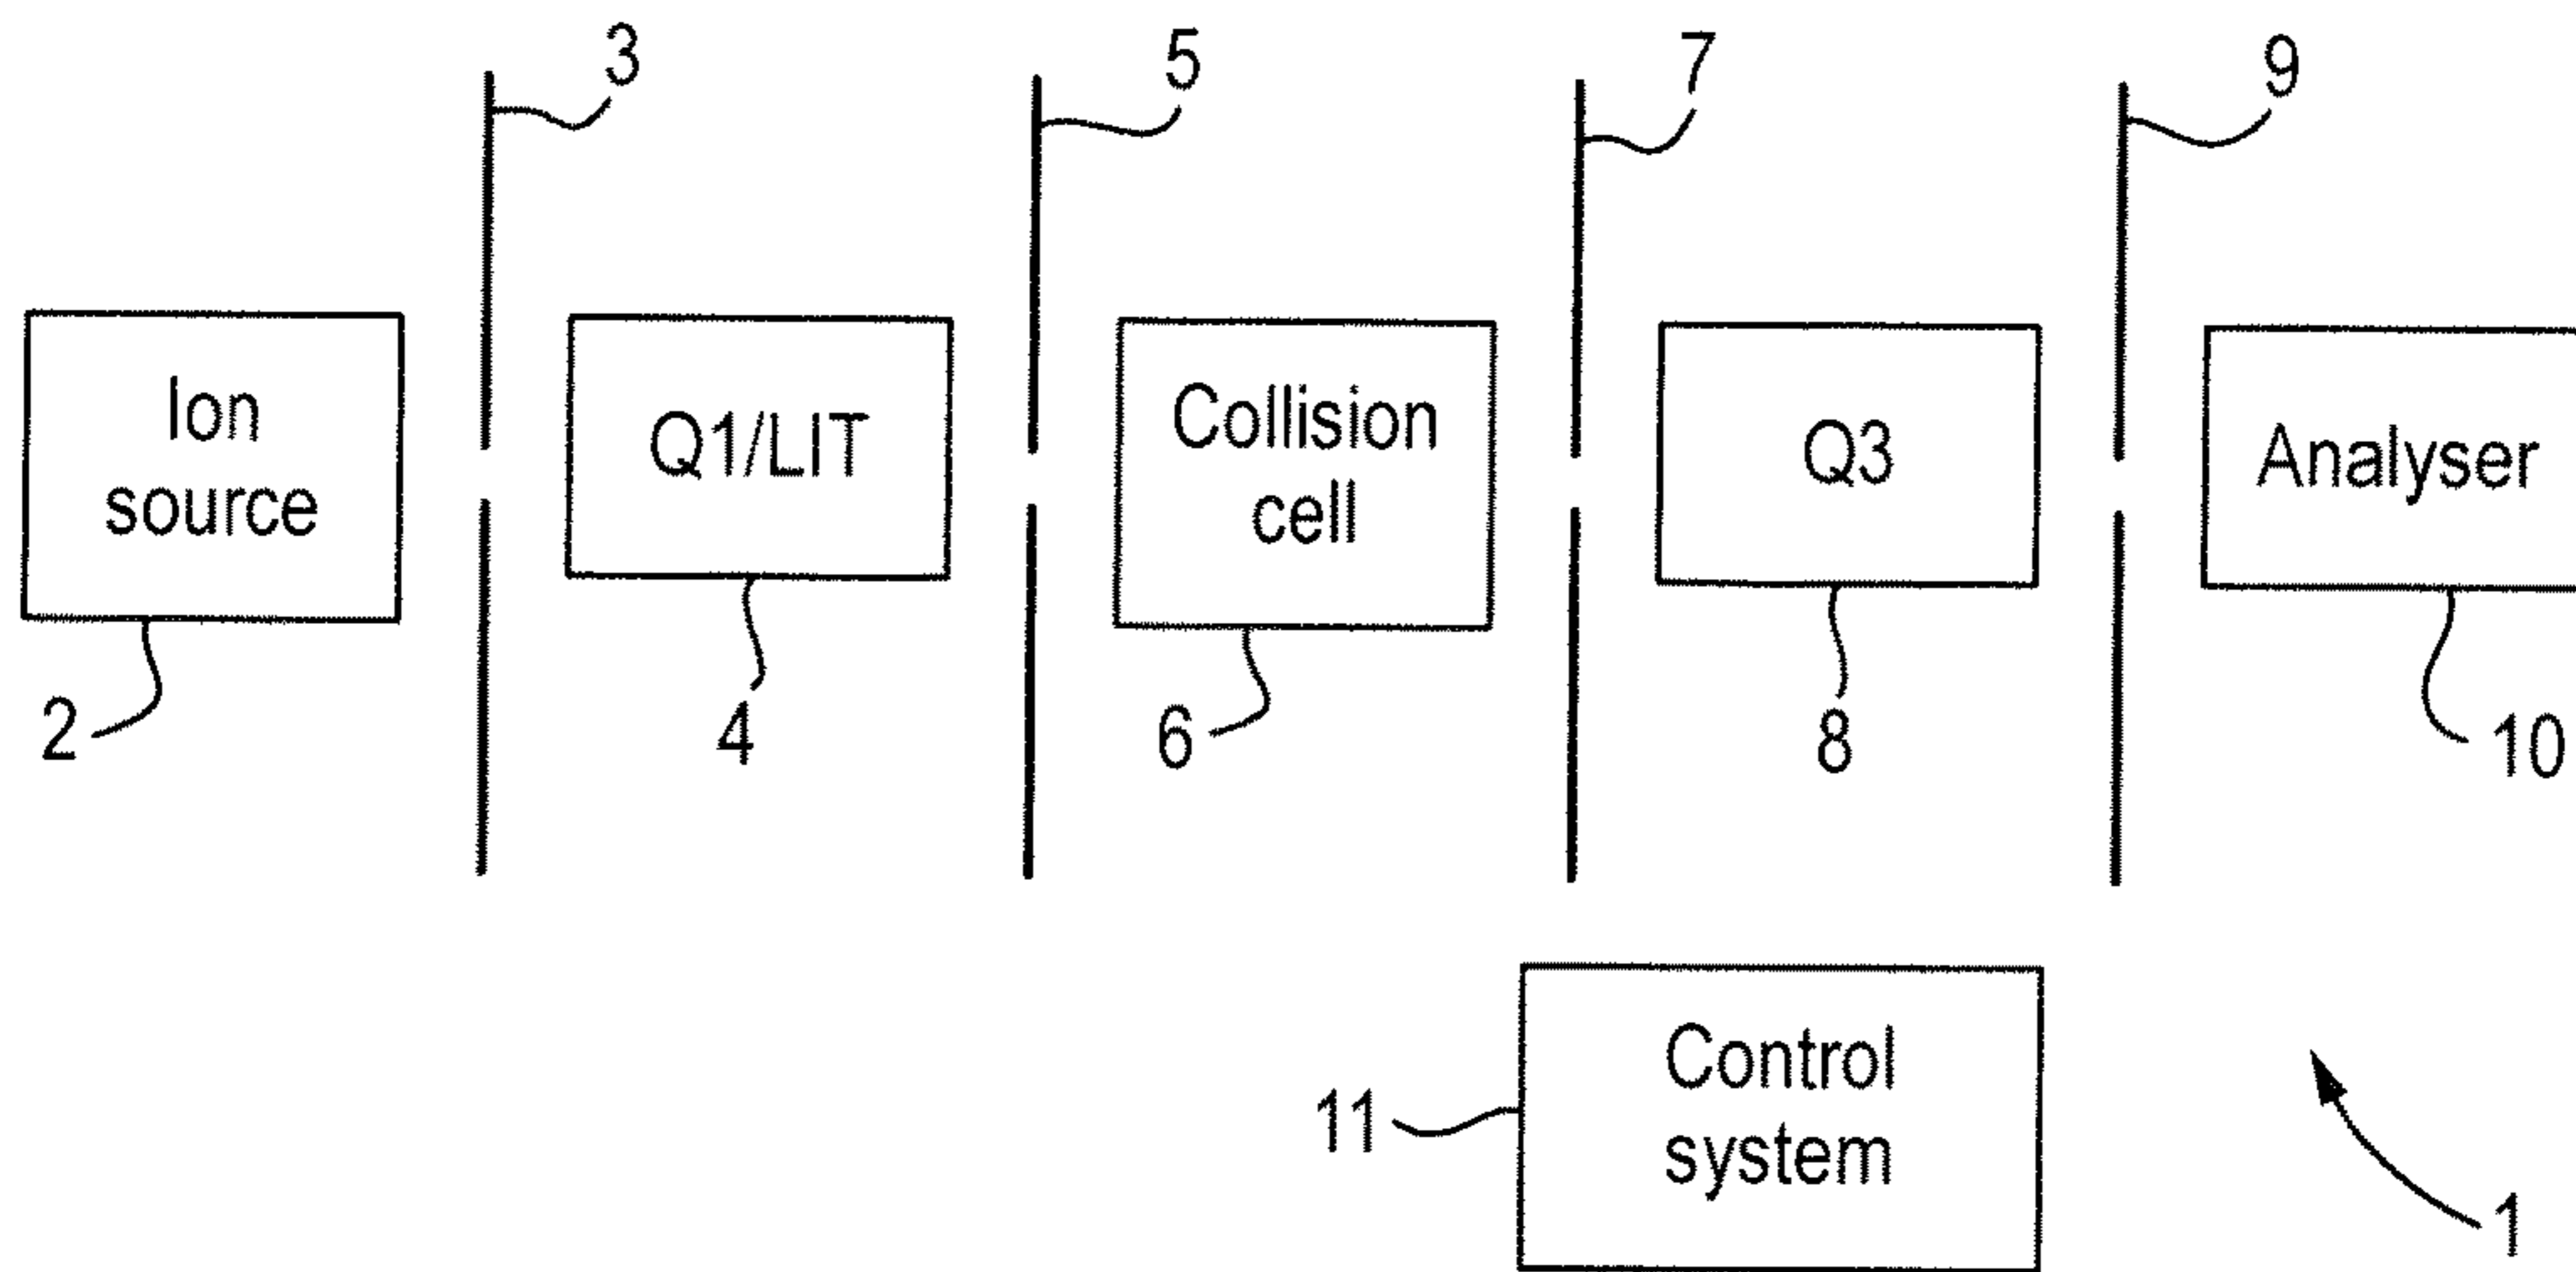 3
5
7
9
Ion
source
Q1/LIT
Collision
cell
Q3
Analyser
2
4
6
8
10
Control
system
11
1